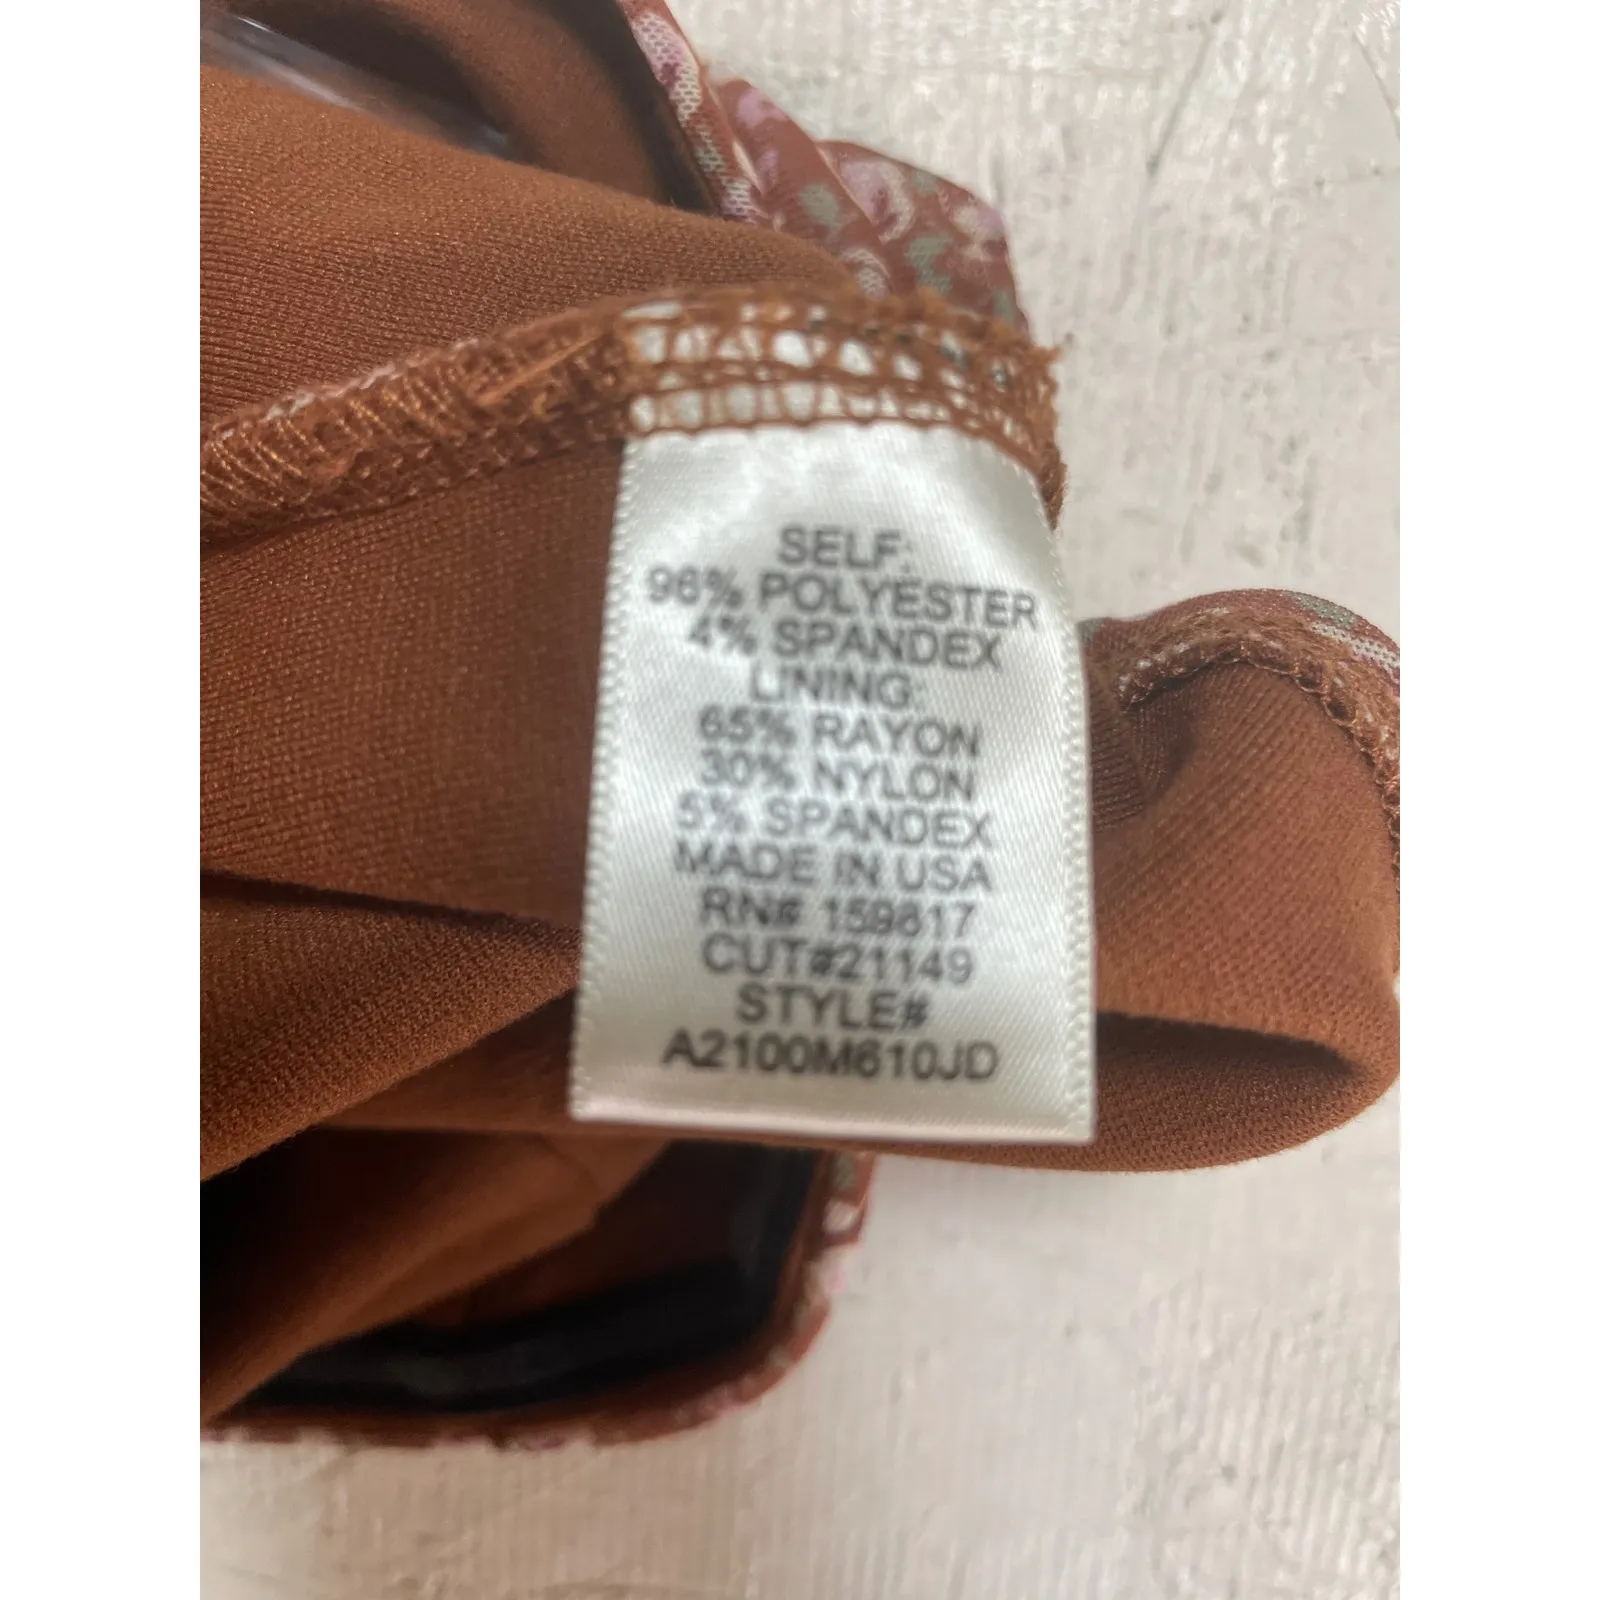 SELF:
96% POLYESTER
4% SPANDEX
LINING:
65% RAYON
30% NYLON
5% SPANDEX
MADE IN USA
RN# 159817
CUT#21149
STYLE#
A2100M610JD